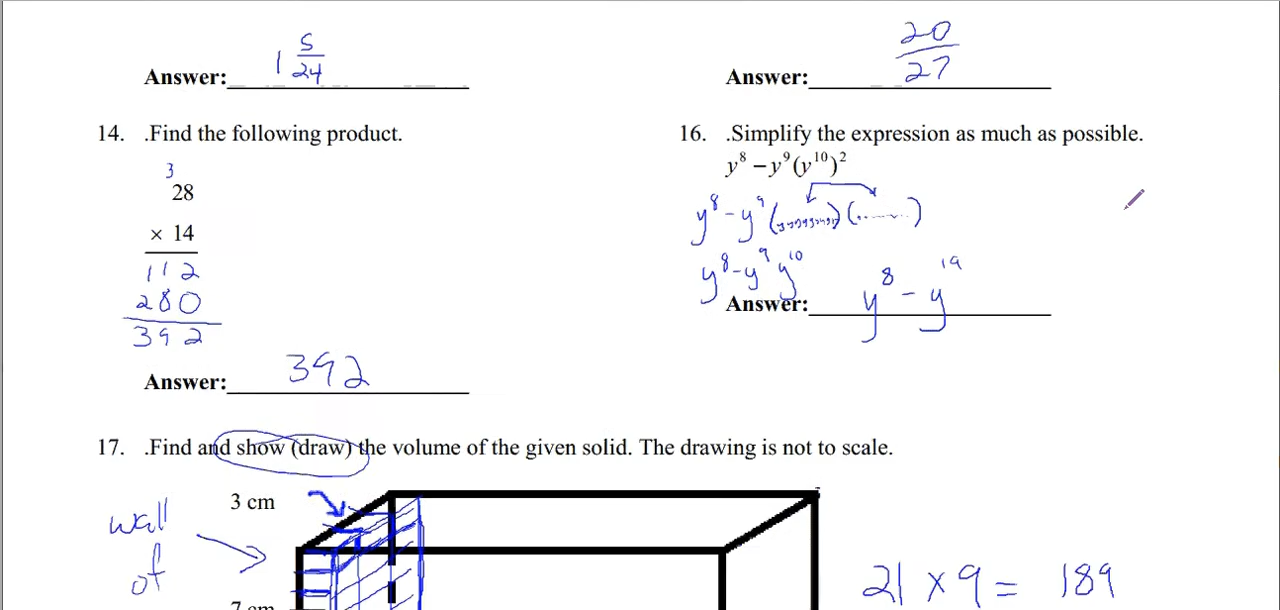 Answer: 1 5/24
Answer: 20/27
14. .Find the following product.
3
28
× 14
112
280
392
Answer: 392
16. .Simplify the expression as much as possible.
y⁸ – y⁹(y¹⁰)²
y⁸ - y⁹(yyyyyyyyyy)(..........)
y⁸ - y⁹ y¹⁰
Answer: y⁸ - y¹⁹
17. .Find and show (draw) the volume of the given solid. The drawing is not to scale.
wall
of
3 cm
7 cm
21 × 9 = 189